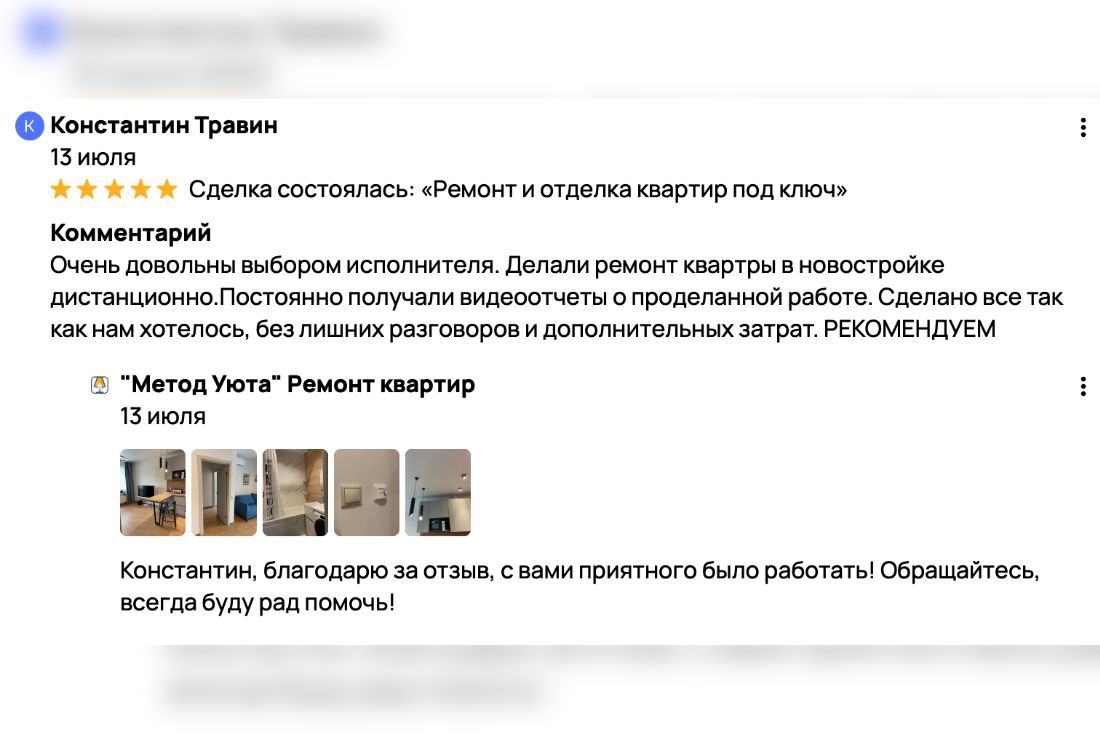 К
Константин Травин
13 июля
Сделка состоялась: «Ремонт и отделка квартир под ключ»
Комментарий
Очень довольны выбором исполнителя. Делали ремонт квартры в новостройке
дистанционно.Постоянно получали видеоотчеты о проделанной работе. Сделано все так
как нам хотелось, без лишних разговоров и дополнительных затрат. РЕКОМЕНДУЕМ
"Метод Уюта" Ремонт квартир
13 июля
Константин, благодарю за отзыв, с вами приятного было работать! Обращайтесь,
всегда буду рад помочь!